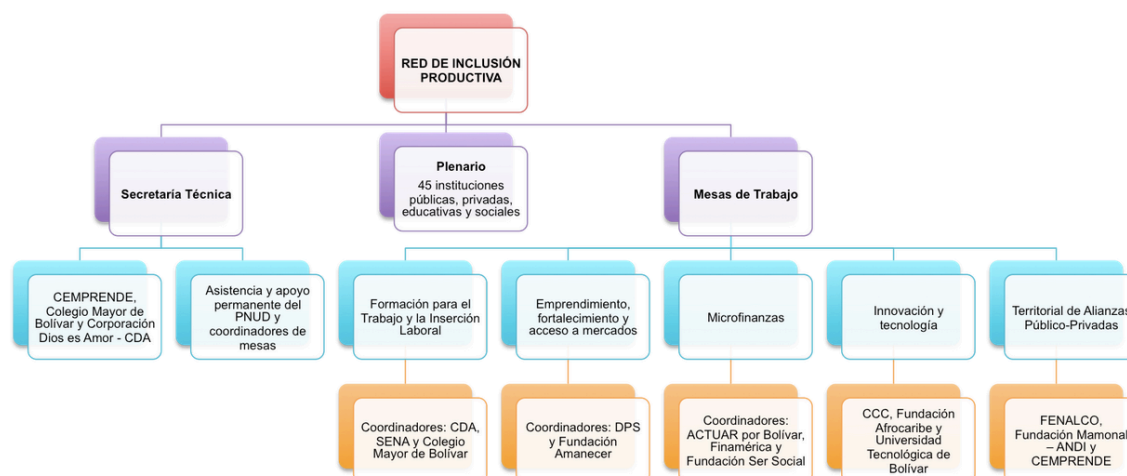 RED DE INCLUSIÓN
PRODUCTIVA
Secretaría Técnica
Plenario
45 instituciones
públicas, privadas,
educativas y sociales
Mesas de Trabajo
CEMPRENDE,
Colegio Mayor de
Bolívar y Corporación
Dios es Amor - CDA
Asistencia y apoyo
permanente del
PNUD y
coordinadores de
mesas
Formación para el
Trabajo y la Inserción
Laboral
Emprendimiento,
fortalecimiento y
acceso a mercados
Microfinanzas
Innovación y
tecnología
Territorial de Alianzas
Público-Privadas
Coordinadores: CDA,
SENA y Colegio
Mayor de Bolívar
Coordinadores: DPS
y Fundación
Amanecer
Coordinadores:
ACTUAR por Bolívar,
Finamérica y
Fundación Ser Social
CCC, Fundación
Afrocaribe y
Universidad
Tecnológica de
Bolívar
FENALCO,
Fundación Mamonal
– ANDI y
CEMPRENDE